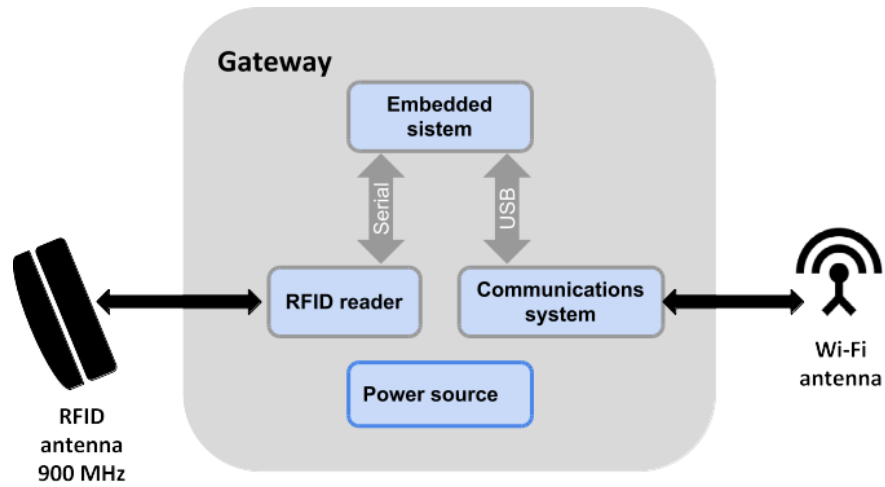 Gateway
Embedded
sistem
Serial
USB
RFID reader
Communications
system
Power source
RFID
antenna
900 MHz
Wi-Fi
antenna